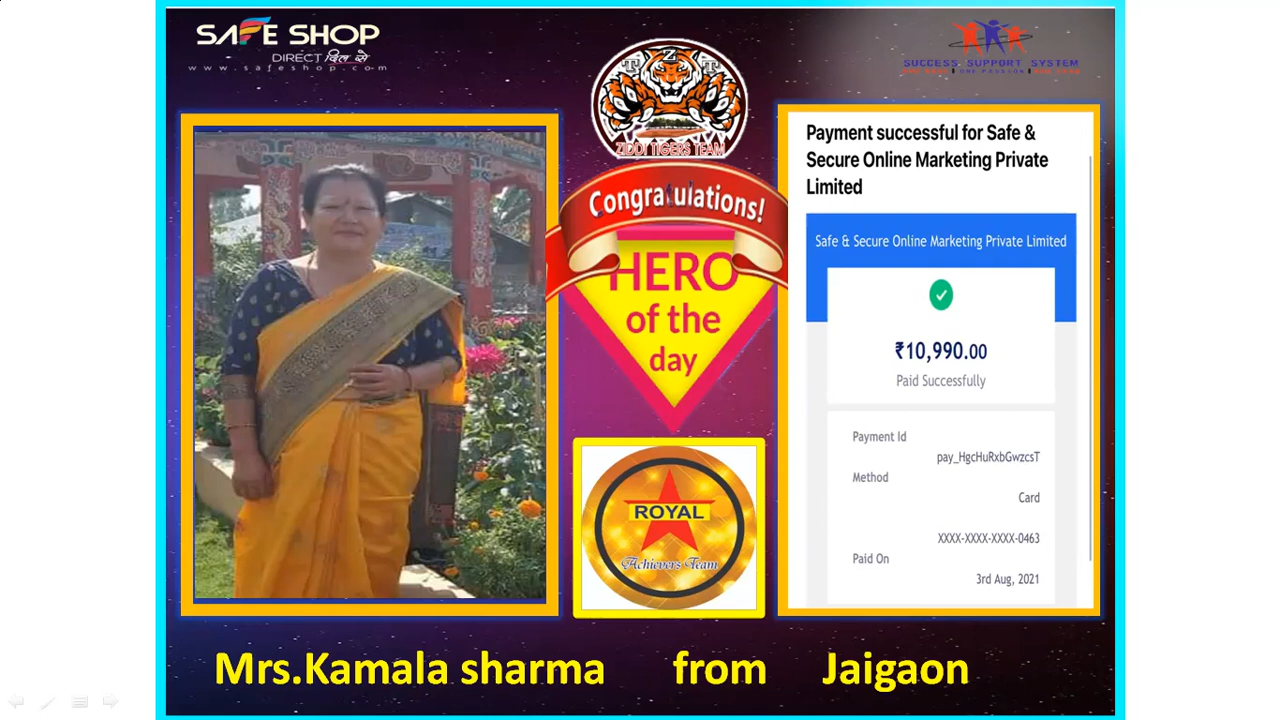 SAFE SHOP
DIRECT दिल से
www.safeshop.com
Z T T
ZIDDI TIGERS TEAM
SUCCESS SUPPORT SYSTEM
Congratulations!
HERO
of the
day
ROYAL
Achievers Team
Payment successful for Safe &
Secure Online Marketing Private
Limited
Safe & Secure Online Marketing Private Limited
₹10,990.00
Paid Successfully
Payment Id
pay_HgcHuRxbGwzcsT
Method
Card
XXXX-XXXX-XXXX-0463
Paid On
3rd Aug, 2021
Mrs.Kamala sharma from Jaigaon